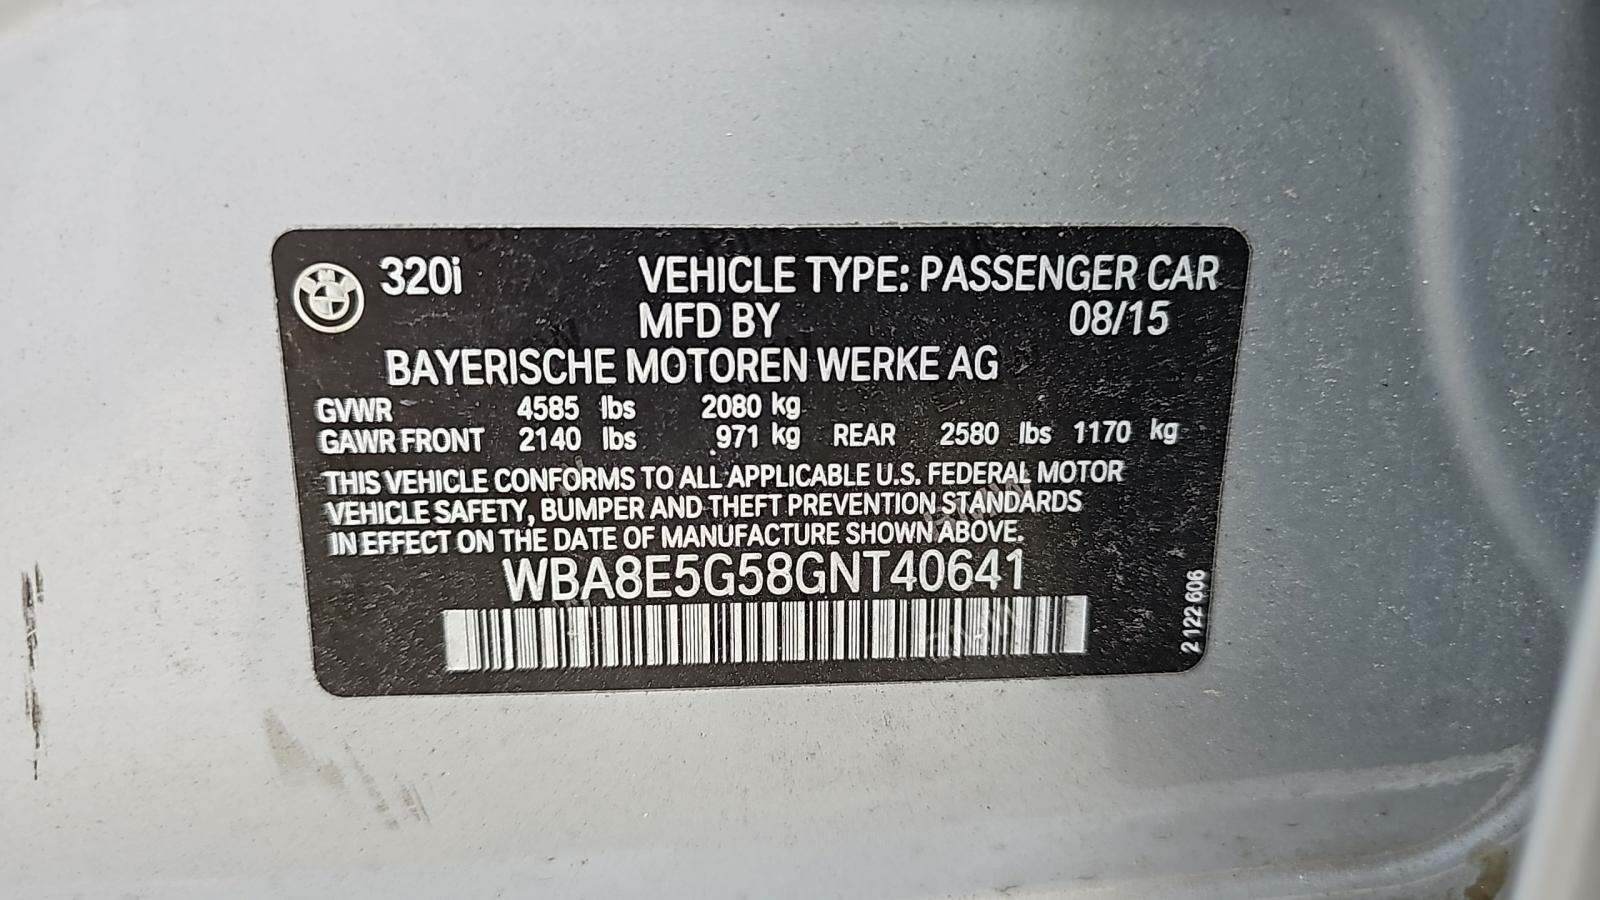 320i VEHICLE TYPE: PASSENGER CAR
MFD BY 08/15
BAYERISCHE MOTOREN WERKE AG
GVWR 4585 lbs 2080 kg
GAWR FRONT 2140 lbs 971 kg REAR 2580 lbs 1170 kg
THIS VEHICLE CONFORMS TO ALL APPLICABLE U.S. FEDERAL MOTOR
VEHICLE SAFETY, BUMPER AND THEFT PREVENTION STANDARDS
IN EFFECT ON THE DATE OF MANUFACTURE SHOWN ABOVE.
WBA8E5G58GNT40641
2 122 606